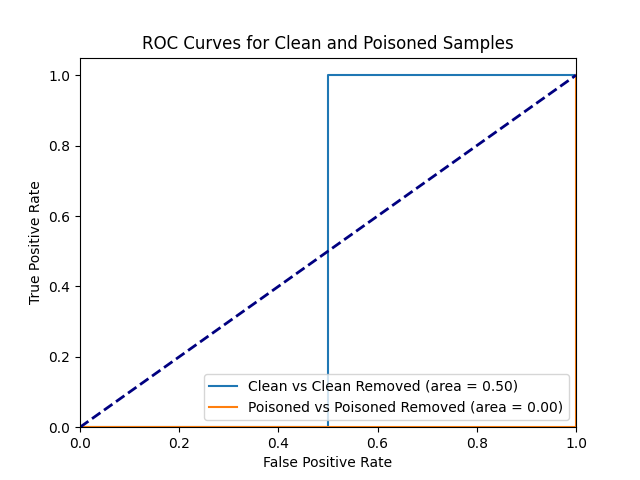 ROC Curves for Clean and Poisoned Samples
True Positive Rate
1.0
0.8
0.6
0.4
0.2
0.0
Clean vs Clean Removed (area = 0.50)
Poisoned vs Poisoned Removed (area = 0.00)
0.0 0.2 0.4 0.6 0.8 1.0
False Positive Rate